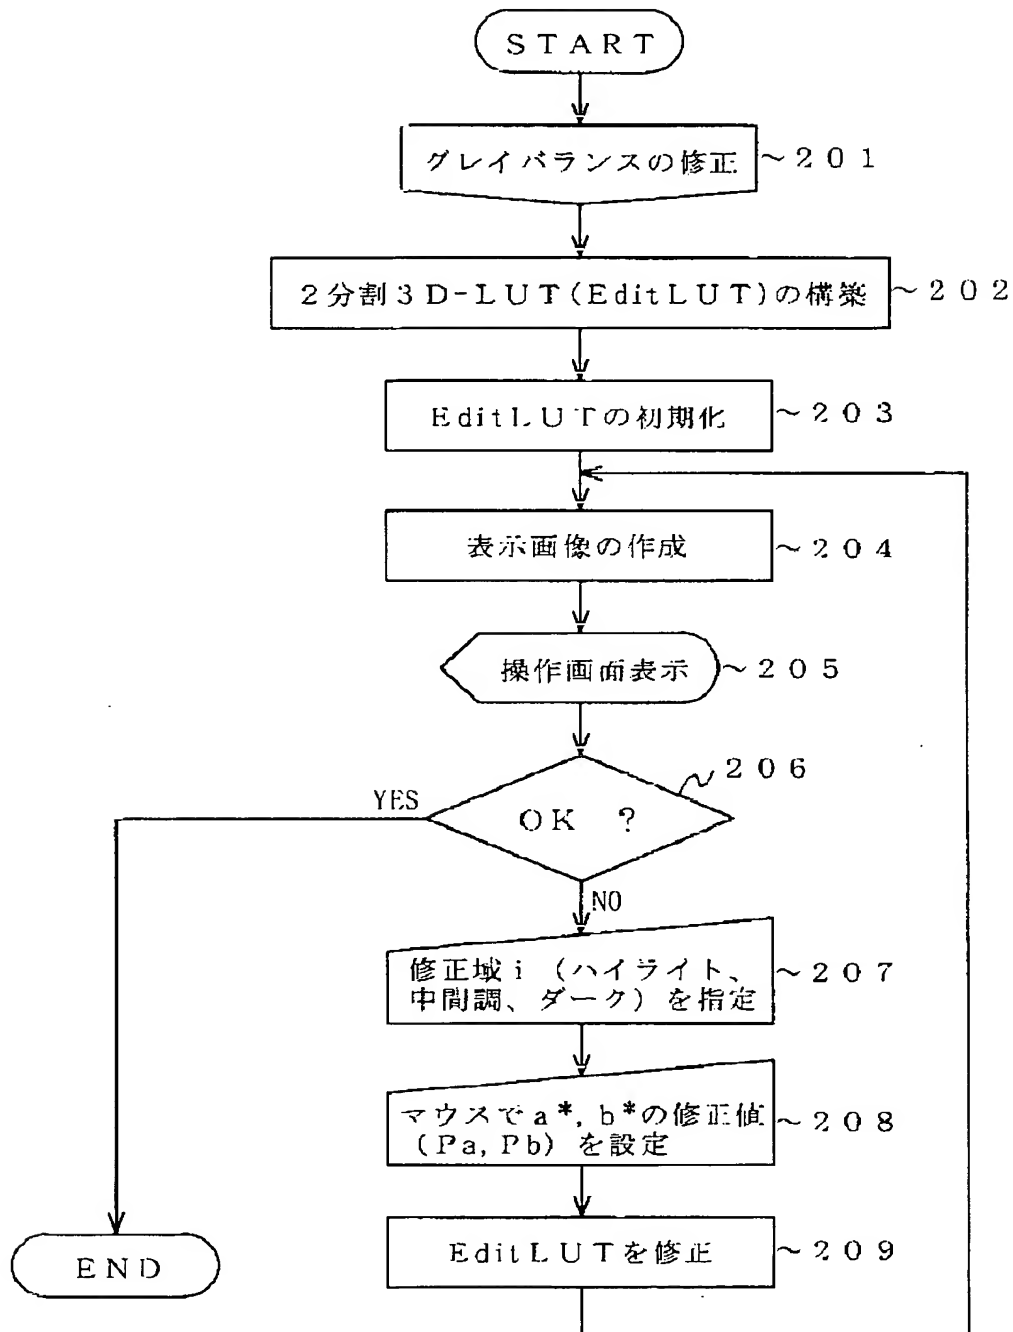 START
グレイバランスの修正 ~201
2分割3D-LUT(EditLUT)の構築 ~202
EditLUTの初期化 ~203
表示画像の作成 ~204
操作画面表示 ~205
206
YES
OK ?
NO
修正域i (ハイライト、
中間調、ダーク)を指定 ~207
マウスでa*, b*の修正値
(Pa, Pb) を設定 ~208
EditLUTを修正 ~209
END